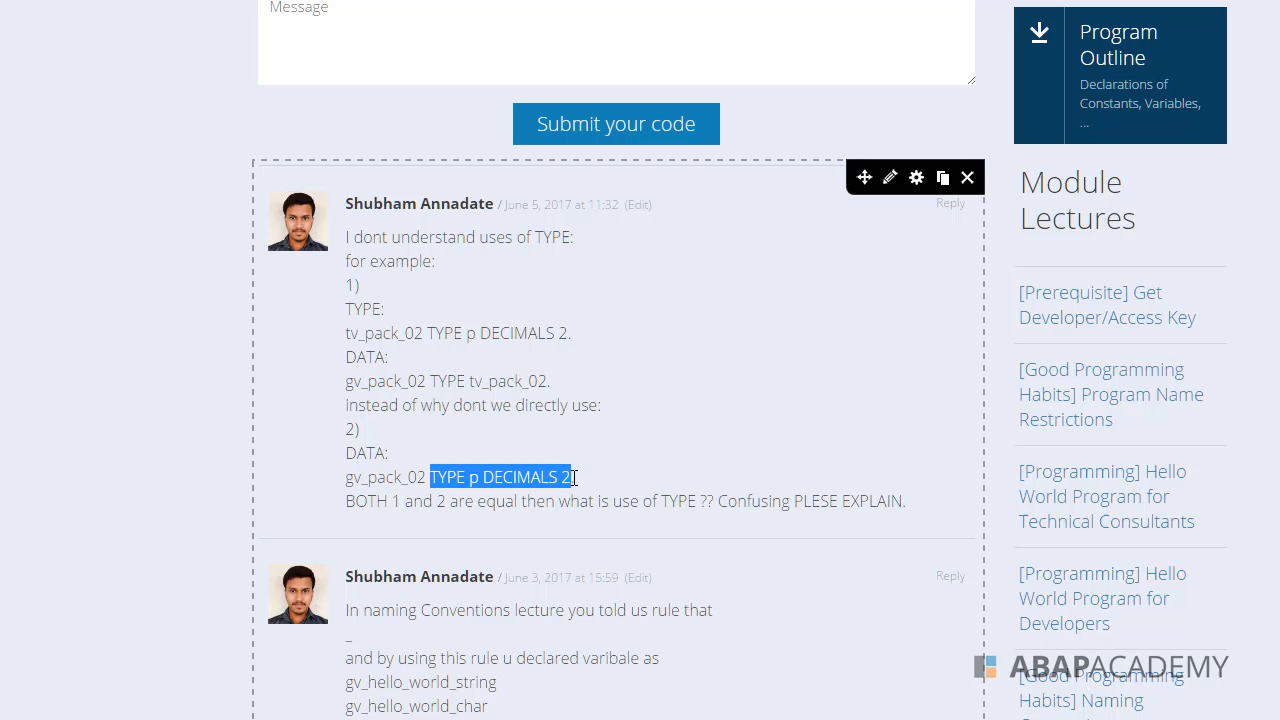 Message
Submit your code
Shubham Annadate / June 5, 2017 at 11:32 (Edit)
Reply
I dont understand uses of TYPE:
for example:
1)
TYPE:
tv_pack_02 TYPE p DECIMALS 2.
DATA:
gv_pack_02 TYPE tv_pack_02.
instead of why dont we directly use:
2)
DATA:
gv_pack_02 TYPE p DECIMALS 2.
BOTH 1 and 2 are equal then what is use of TYPE ?? Confusing PLESE EXPLAIN.
Shubham Annadate / June 3, 2017 at 15:59 (Edit)
Reply
In naming Conventions lecture you told us rule that
_
and by using this rule u declared varibale as
gv_hello_world_string
gv_hello_world_char
Program
Outline
Declarations of
Constants, Variables,
...
Module
Lectures
[Prerequisite] Get
Developer/Access Key
[Good Programming
Habits] Program Name
Restrictions
[Programming] Hello
World Program for
Technical Consultants
[Programming] Hello
World Program for
Developers
[Good Programming
Habits] Naming
ABAPACADEMY